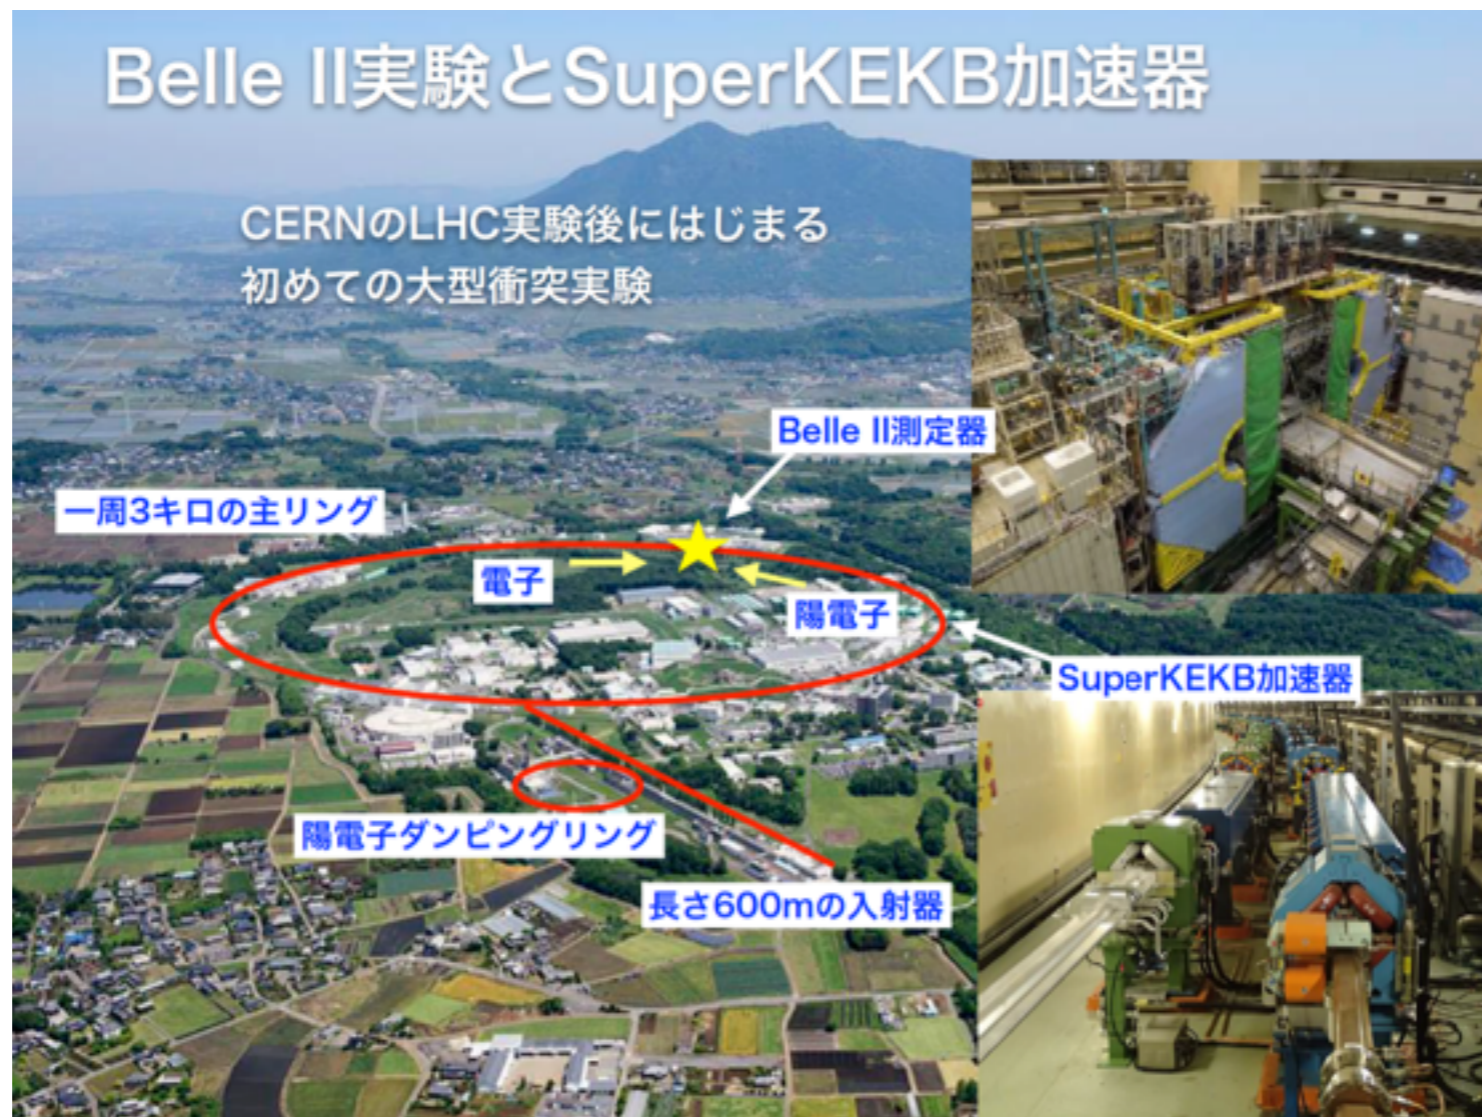 Belle II実験とSuperKEKB加速器
CERNのLHC実験後にはじまる
初めての大型衝突実験
Belle II測定器
一周3キロの主リング
電子
陽電子
SuperKEKB加速器
陽電子ダンピングリング
長さ600mの入射器